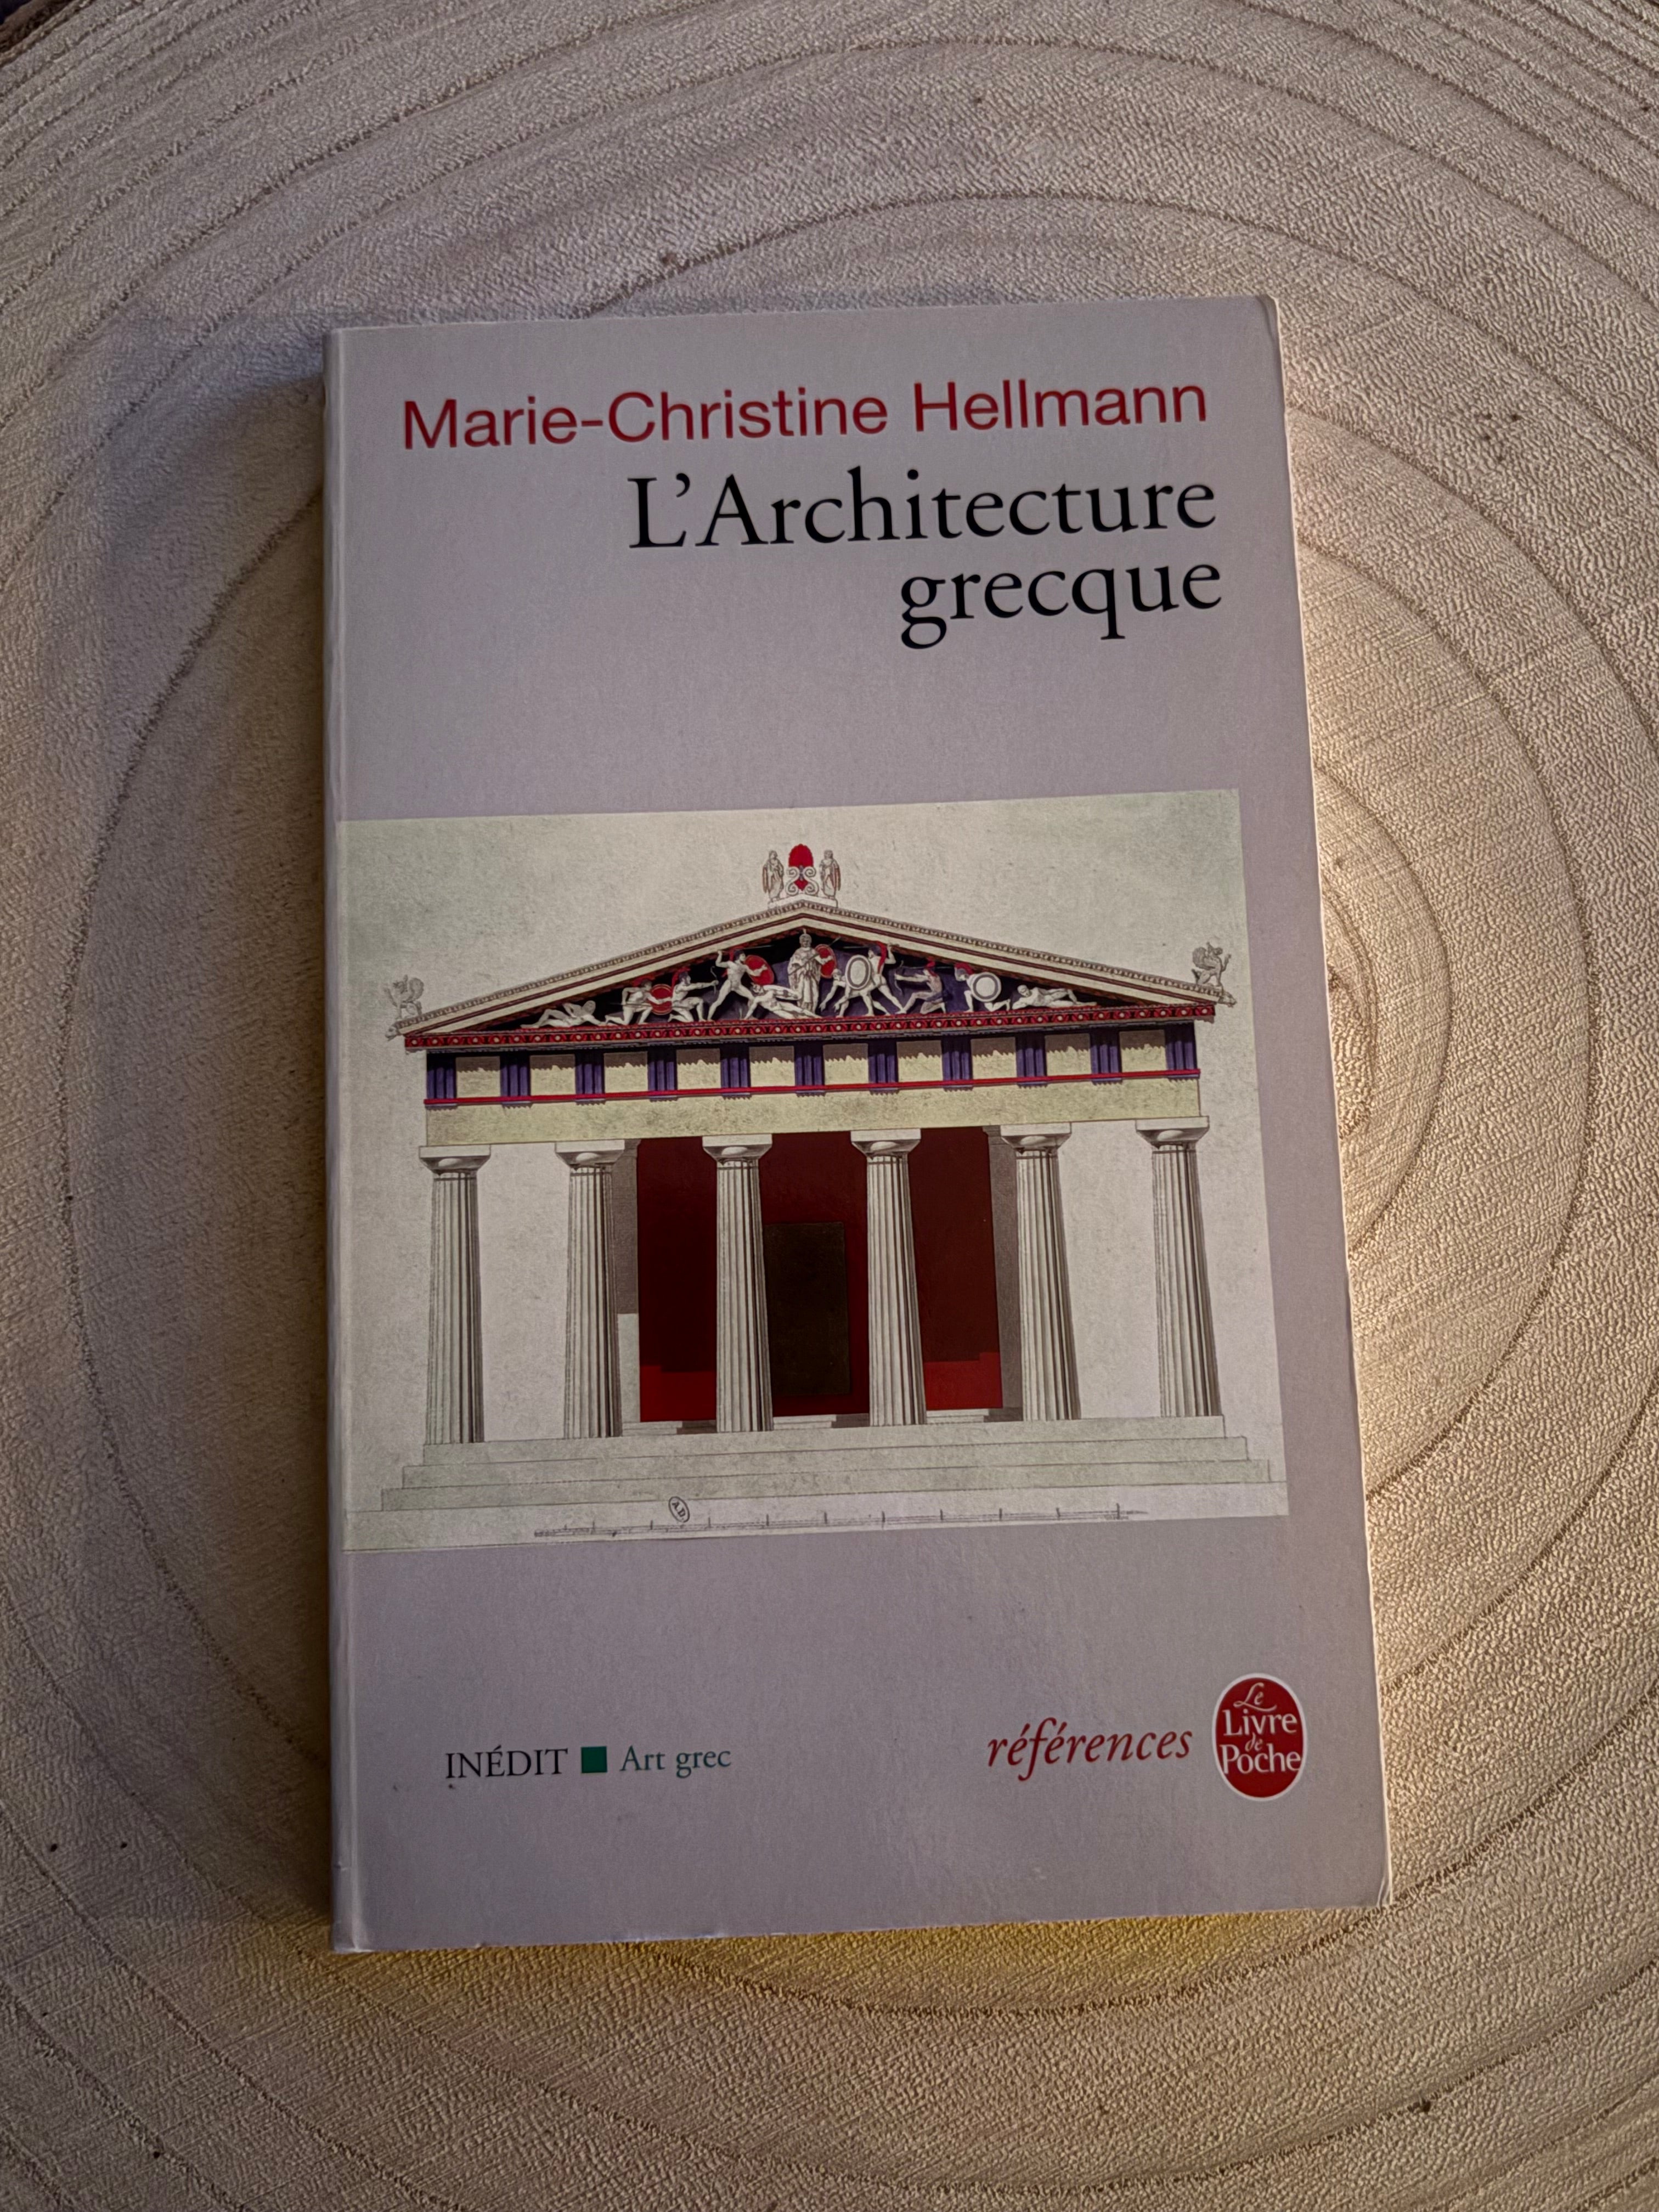 Marie-Christine Hellmann
L'Architecture
grecque
INÉDIT ■ Art grec
références
Le
Livre
de
Poche